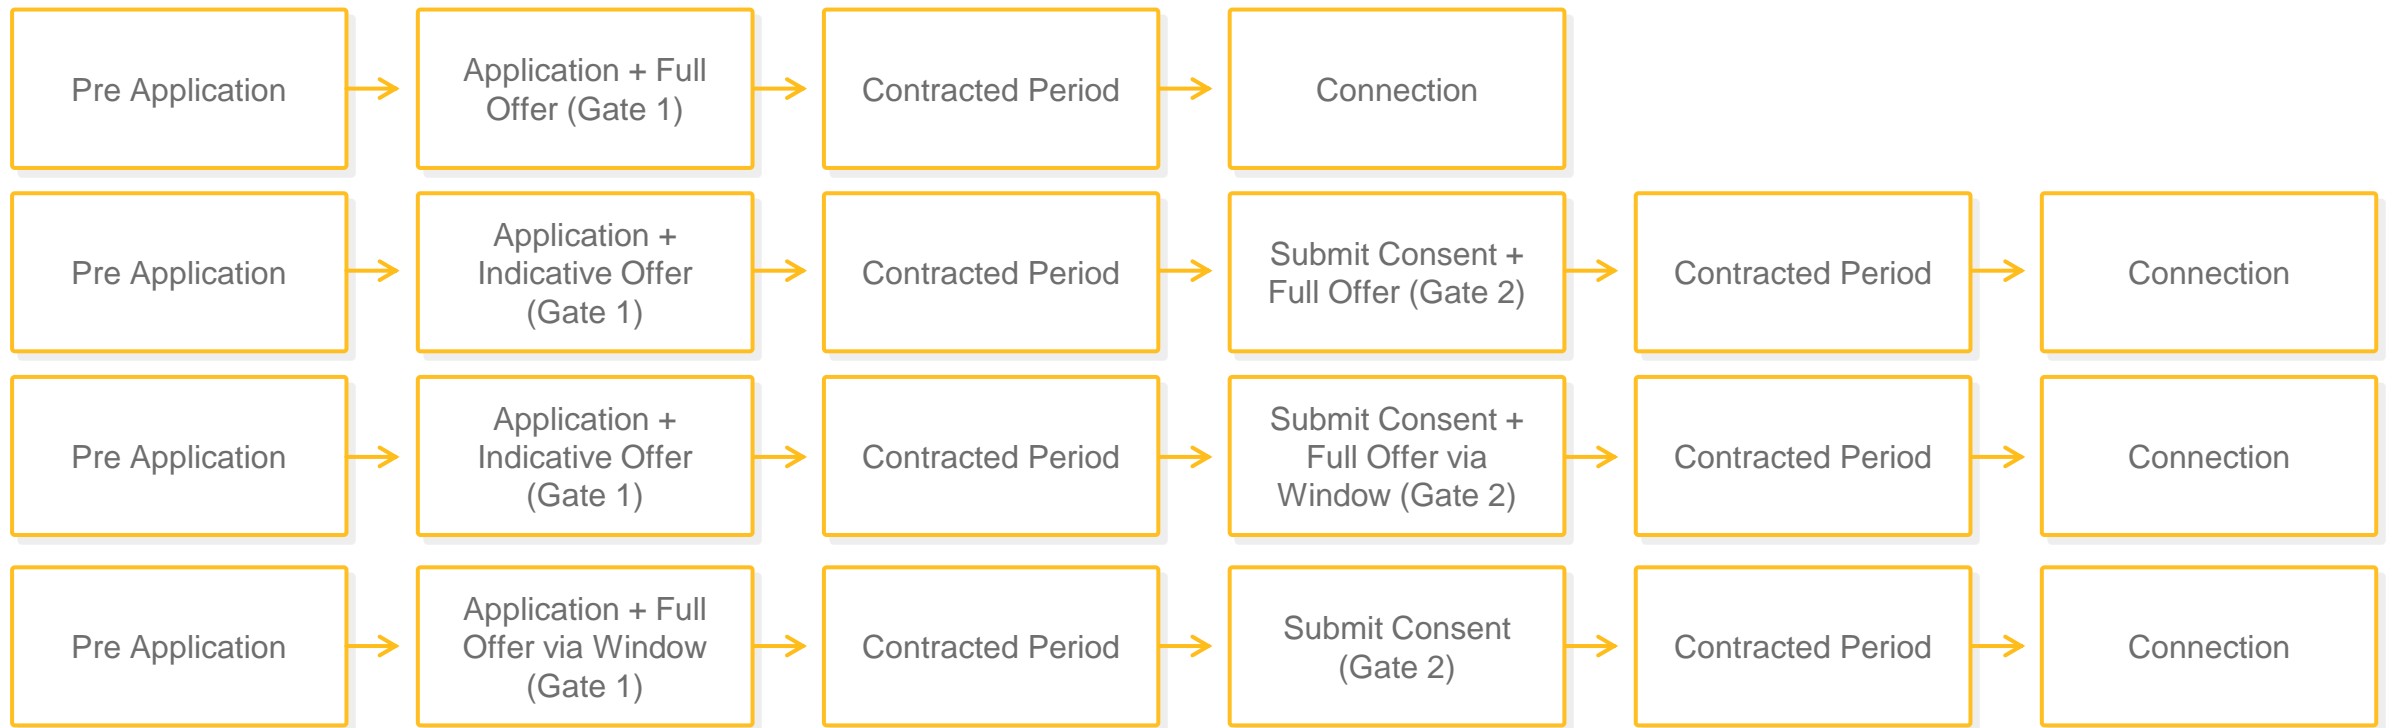 Pre Application
Application + Full
Offer (Gate 1)
Contracted Period
Connection
Pre Application
Application +
Indicative Offer
(Gate 1)
Contracted Period
Submit Consent +
Full Offer (Gate 2)
Contracted Period
Connection
Pre Application
Application +
Indicative Offer
(Gate 1)
Contracted Period
Submit Consent +
Full Offer via
Window (Gate 2)
Contracted Period
Connection
Pre Application
Application + Full
Offer via Window
(Gate 1)
Contracted Period
Submit Consent
(Gate 2)
Contracted Period
Connection